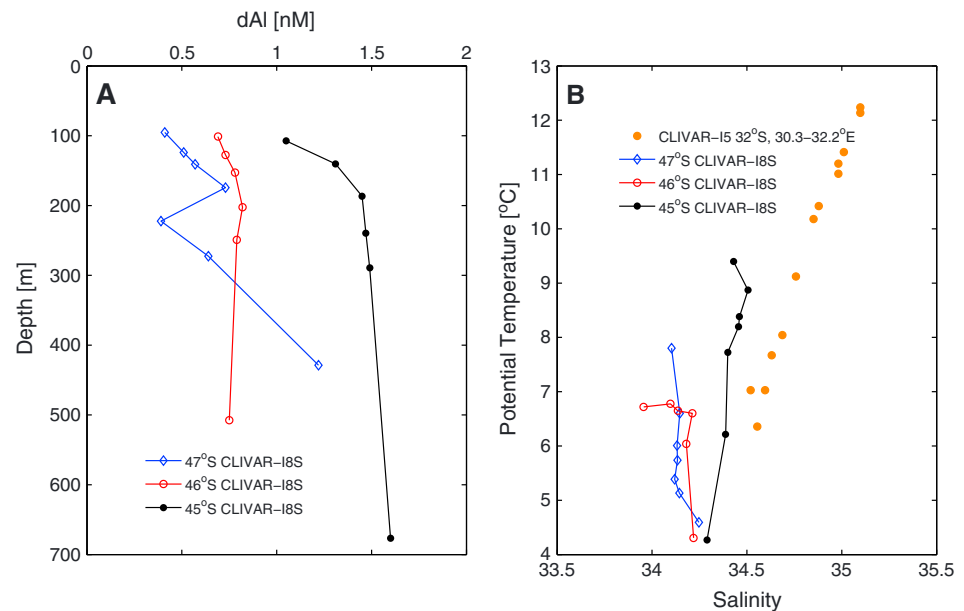 dAl [nM]
0 0.5 1 1.5 2
0
100
200
300
400
500
600
700
Depth [m]
A
47°S CLIVAR–I8S
46°S CLIVAR–I8S
45°S CLIVAR–I8S
B
13
12
11
10
9
8
7
6
5
4
Potential Temperature [°C]
CLIVAR–I5 32°S, 30.3–32.2°E
47°S CLIVAR–I8S
46°S CLIVAR–I8S
45°S CLIVAR–I8S
33.5 34 34.5 35 35.5
Salinity